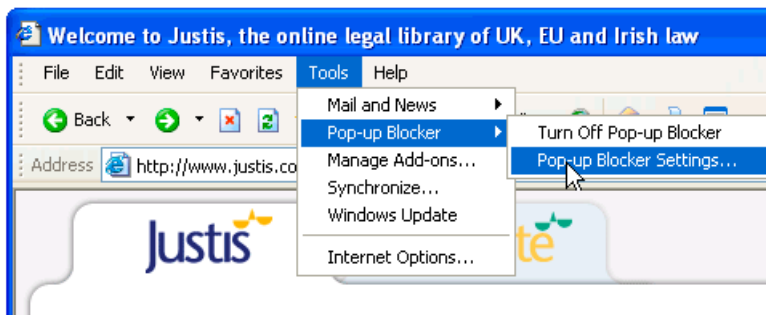 Welcome to Justis, the online legal library of UK, EU and Irish law
File Edit View Favorites Tools Help
Back
Mail and News
Pop-up Blocker
Turn Off Pop-up Blocker
Address http://www.justis.co
Manage Add-ons...
Pop-up Blocker Settings...
Synchronize...
Windows Update
Justis
te
Internet Options...